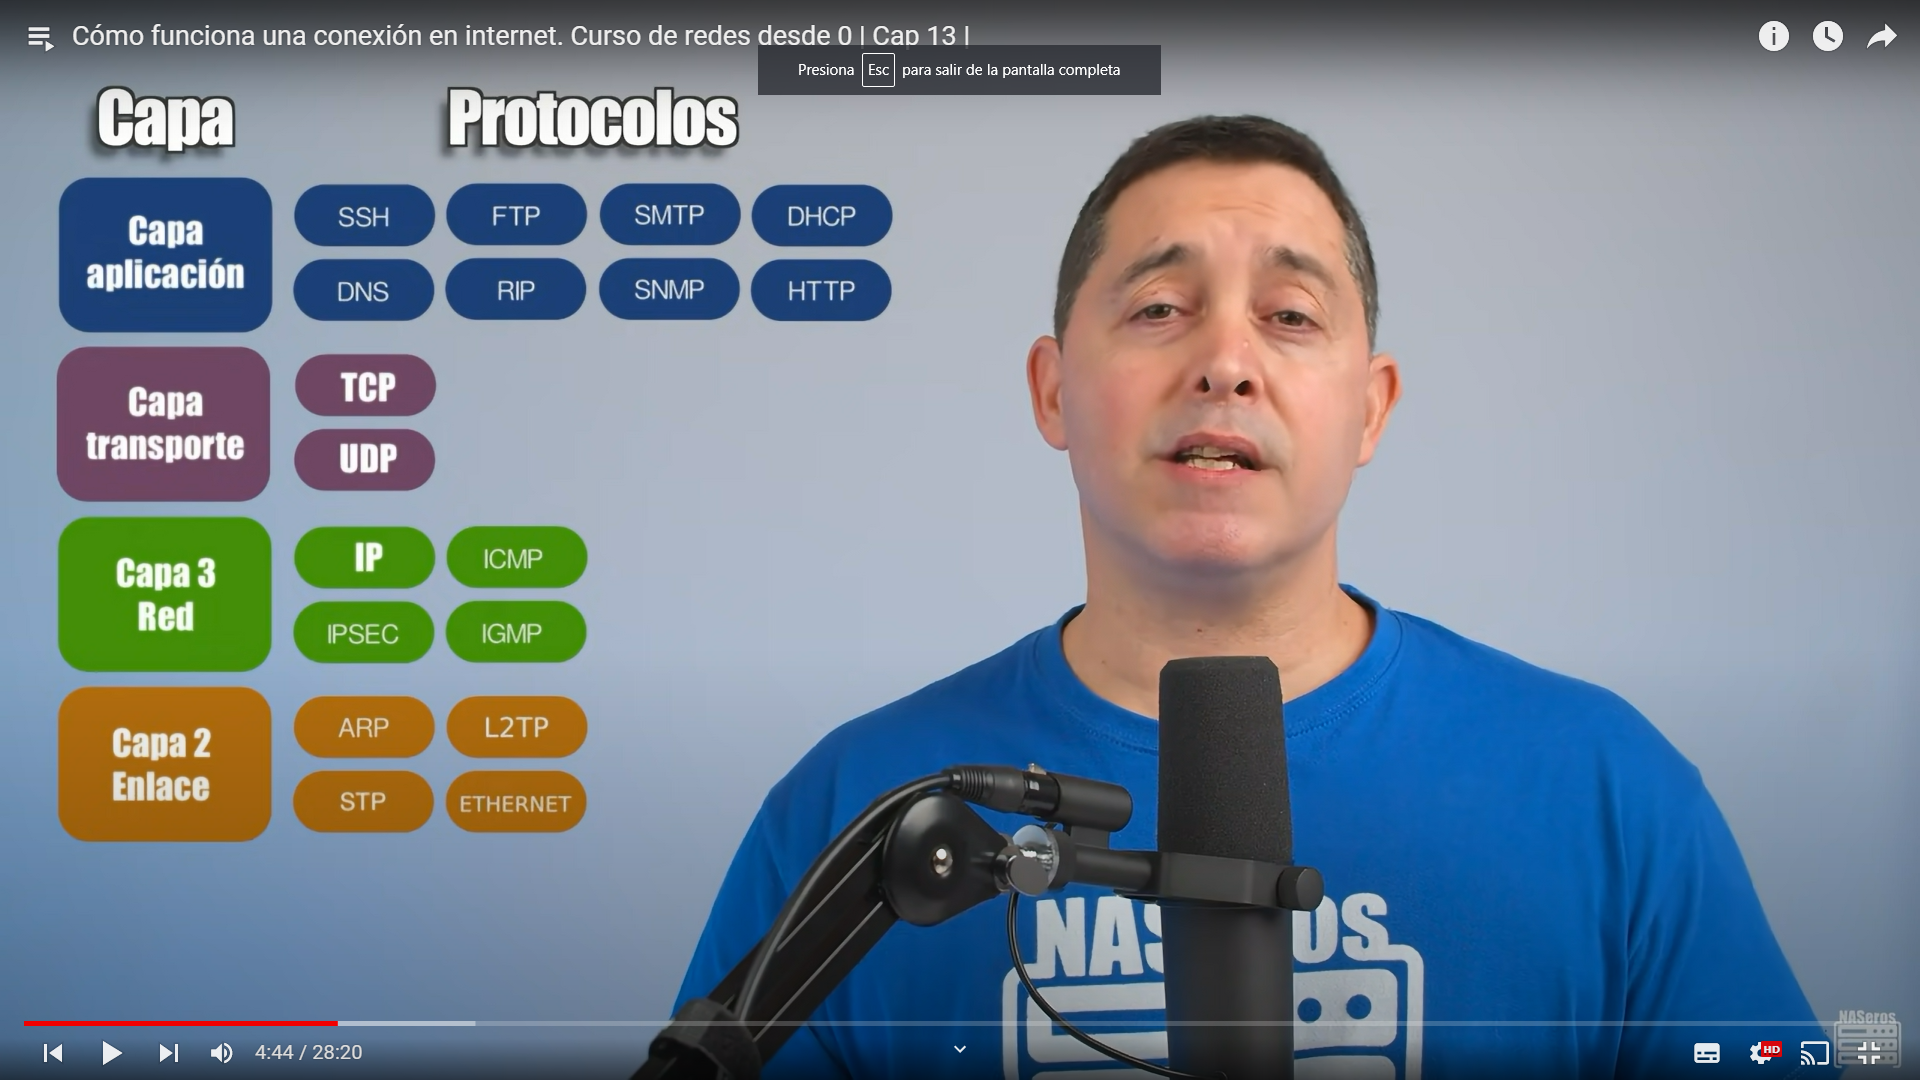 Cómo funciona una conexión en internet. Curso de redes desde 0 | Cap 13 |
Presiona Esc para salir de la pantalla completa
Capa Protocolos
Capa
aplicación
SSH FTP SMTP DHCP
DNS RIP SNMP HTTP
Capa
transporte
TCP
UDP
Capa 3
Red
IP ICMP
IPSEC IGMP
Capa 2
Enlace
ARP L2TP
STP ETHERNET
NASeros
NASeros
4:44 / 28:20
HD